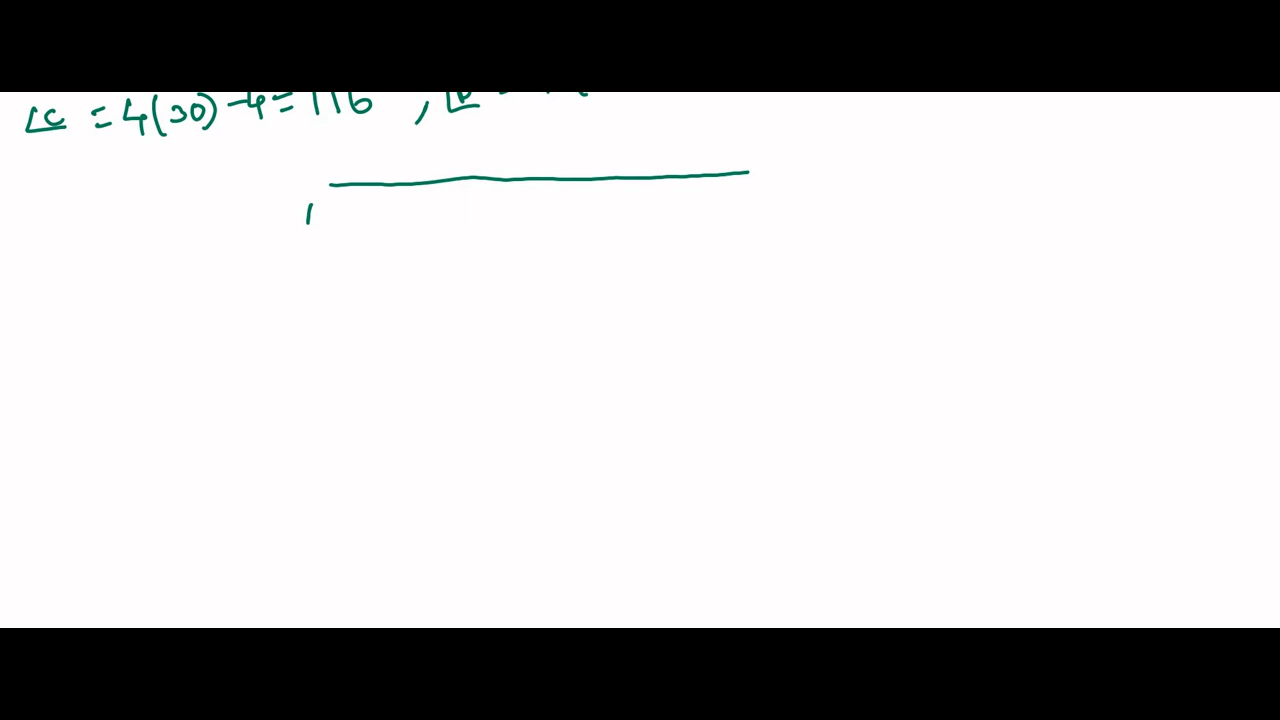 ∠C = 4(30) -4 = 116 ,